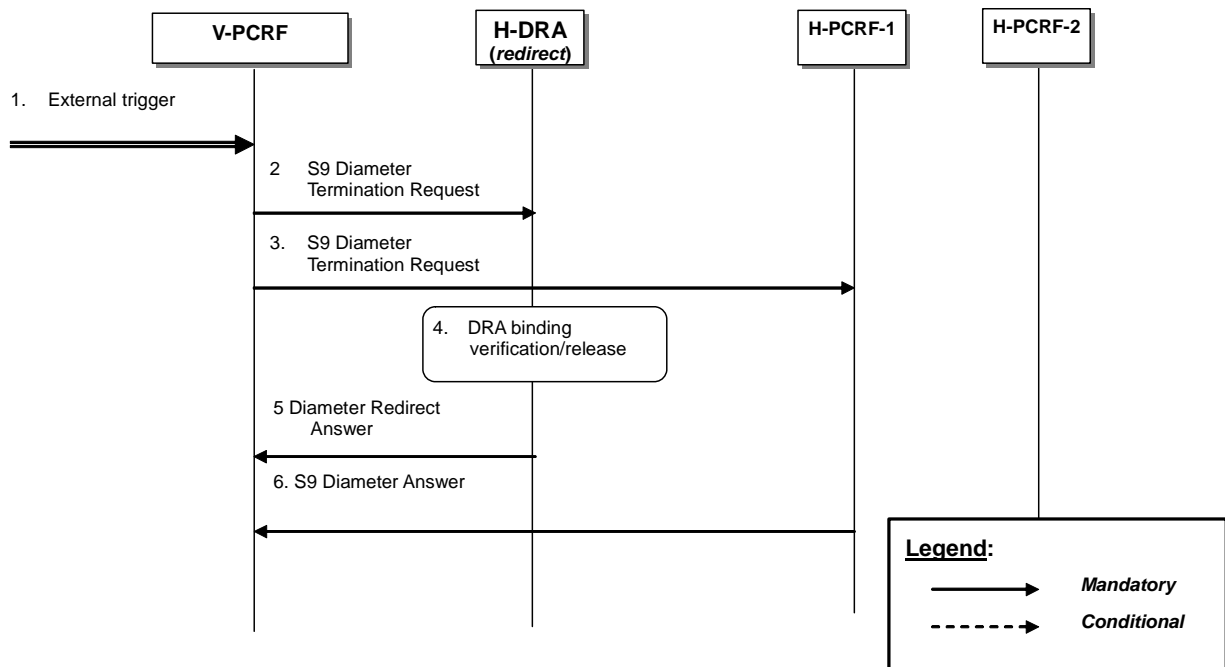 V-PCRF
H-DRA
(redirect)
H-PCRF-1
H-PCRF-2
1. External trigger
2 S9 Diameter
Termination Request
3. S9 Diameter
Termination Request
4. DRA binding
verification/release
5 Diameter Redirect
Answer
6. S9 Diameter Answer
Legend:
Mandatory
Conditional